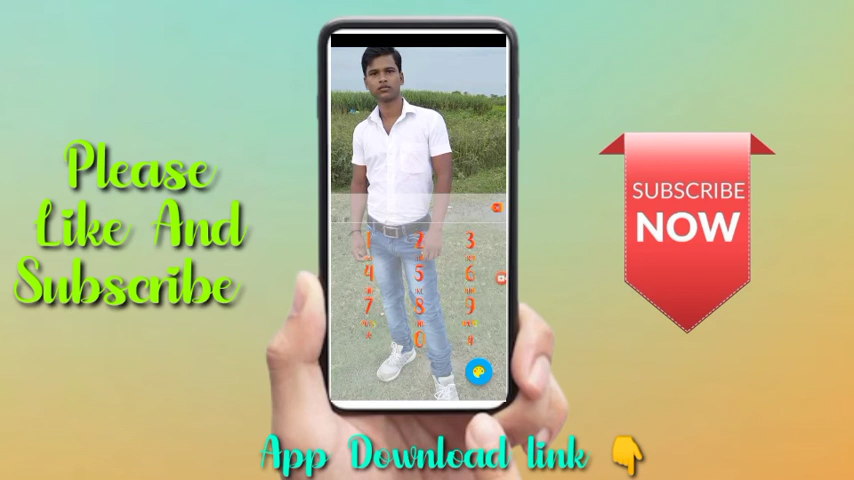 Please
Like And
Subscribe
SUBSCRIBE
NOW
1 2 3
4 5 6
7 8 9
* 0 #
App Download link 👇